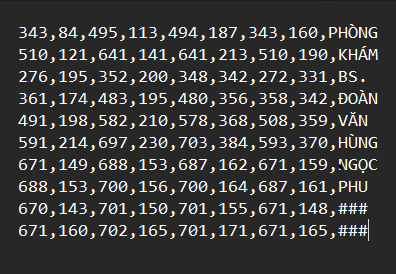 343,84,495,113,494,187,343,160,PHÒNG
510,121,641,141,641,213,510,190,KHÁM
276,195,352,200,348,342,272,331,BS.
361,174,483,195,480,356,358,342,ĐOÀN
491,198,582,210,578,368,508,359,VĂN
591,214,697,230,703,384,593,370,HÙNG
671,149,688,153,687,162,671,159,NGỌC
688,153,700,156,700,164,687,161,PHU
670,143,701,150,701,155,671,148,###
671,160,702,165,701,171,671,165,###